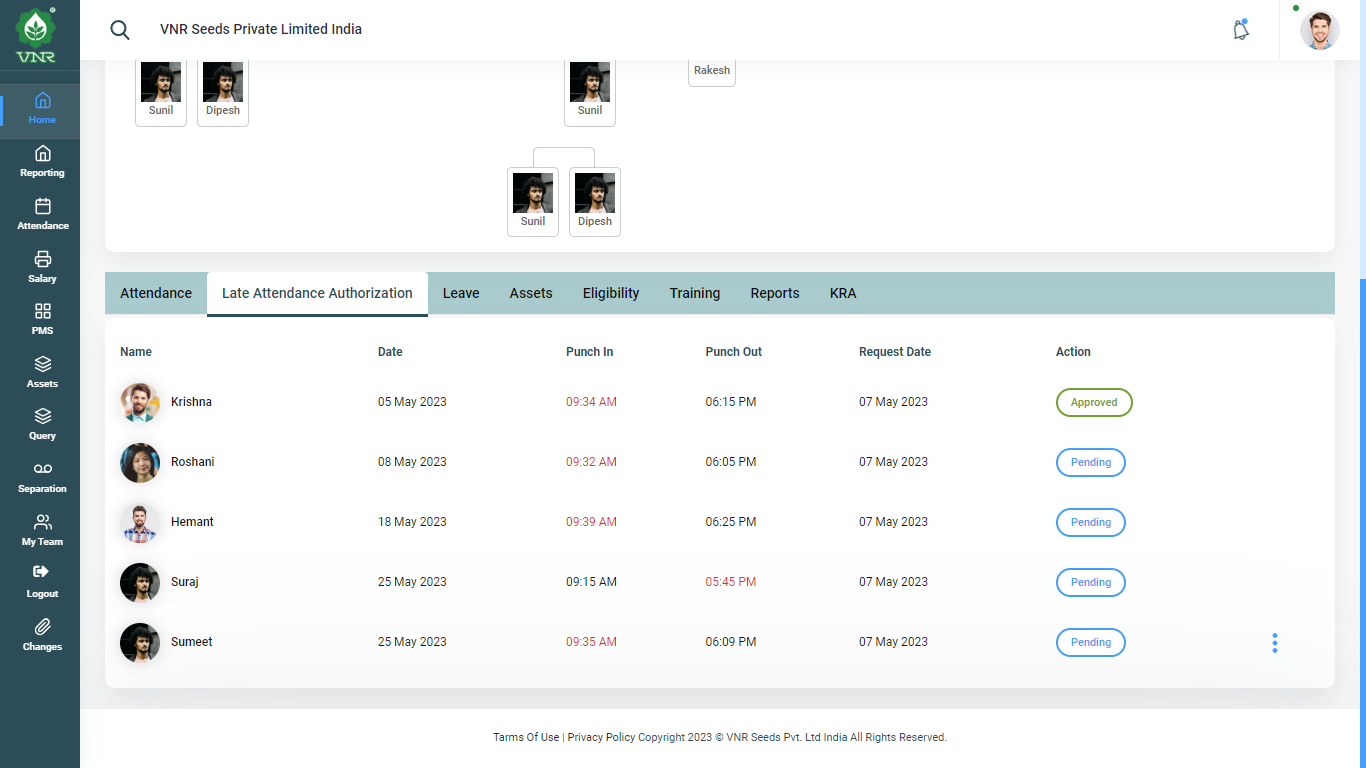 VNR
VNR Seeds Private Limited India
Home
Reporting
Attendance
Salary
PMS
Assets
Query
Separation
My Team
Logout
Changes
Sunil
Dipesh
Sunil
Rakesh
Sunil
Dipesh
Attendance Late Attendance Authorization Leave Assets Eligibility Training Reports KRA
Name Date Punch In Punch Out Request Date Action
Krishna 05 May 2023 09:34 AM 06:15 PM 07 May 2023 Approved
Roshani 08 May 2023 09:32 AM 06:05 PM 07 May 2023 Pending
Hemant 18 May 2023 09:39 AM 06:25 PM 07 May 2023 Pending
Suraj 25 May 2023 09:15 AM 05:45 PM 07 May 2023 Pending
Sumeet 25 May 2023 09:35 AM 06:09 PM 07 May 2023 Pending
Tarms Of Use | Privacy Policy Copyright 2023 © VNR Seeds Pvt. Ltd India All Rights Reserved.